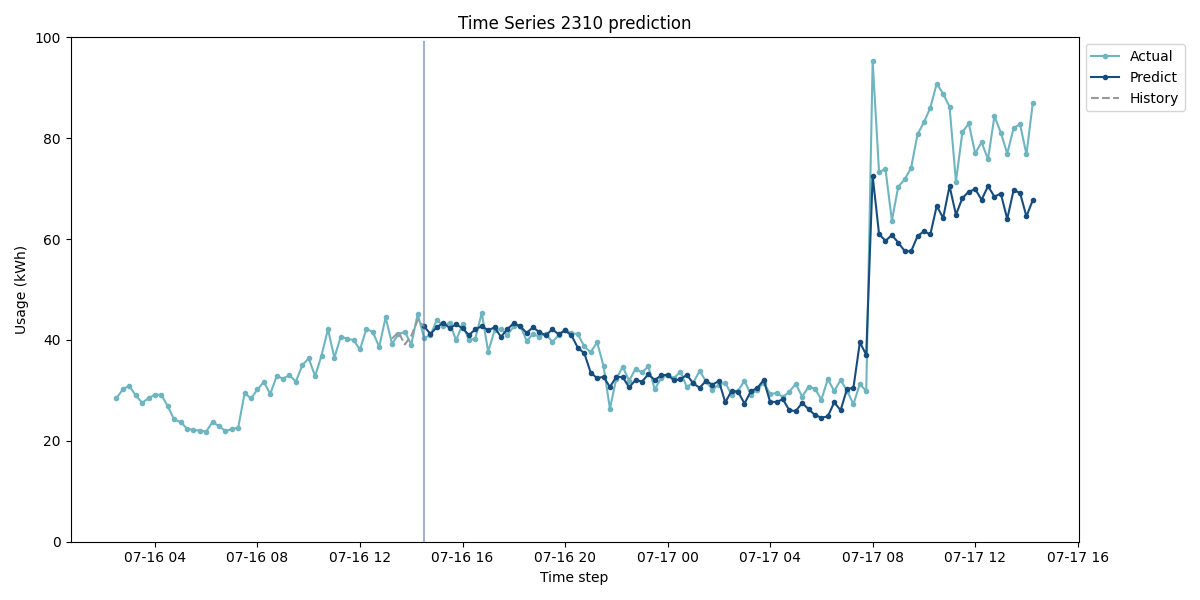 Time Series 2310 prediction
100
80
60
40
20
0
Usage (kWh)
07-16 04
07-16 08
07-16 12
07-16 16
07-16 20
07-17 00
07-17 04
07-17 08
07-17 12
07-17 16
Time step
Actual
Predict
History